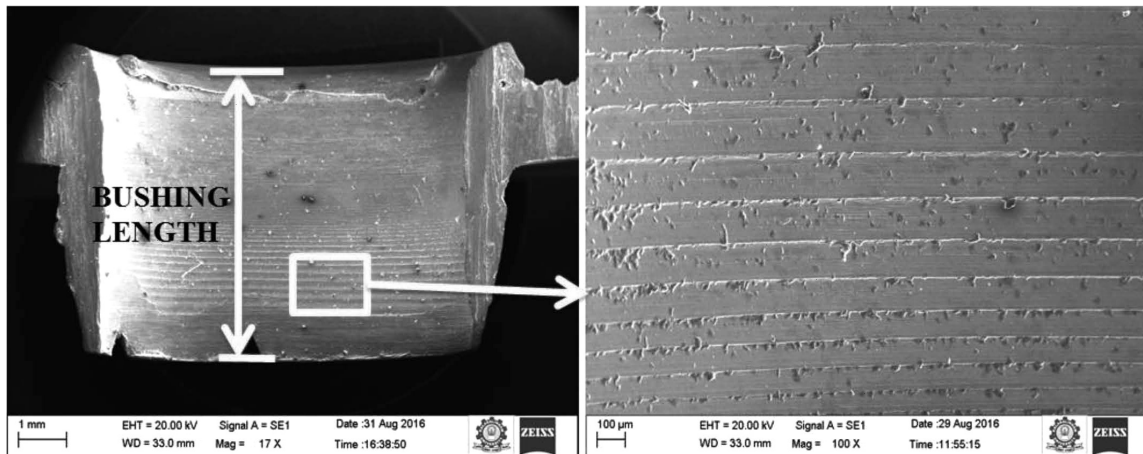 BUSHING
LENGTH
1 mm
EHT = 20.00 kV
WD = 33.0 mm
Signal A = SE1
Mag = 17 X
Date :31 Aug 2016
Time :16:38:50
ZEISS
100 µm
EHT = 20.00 kV
WD = 33.0 mm
Signal A = SE1
Mag = 100 X
Date :29 Aug 2016
Time :11:55:15
ZEISS